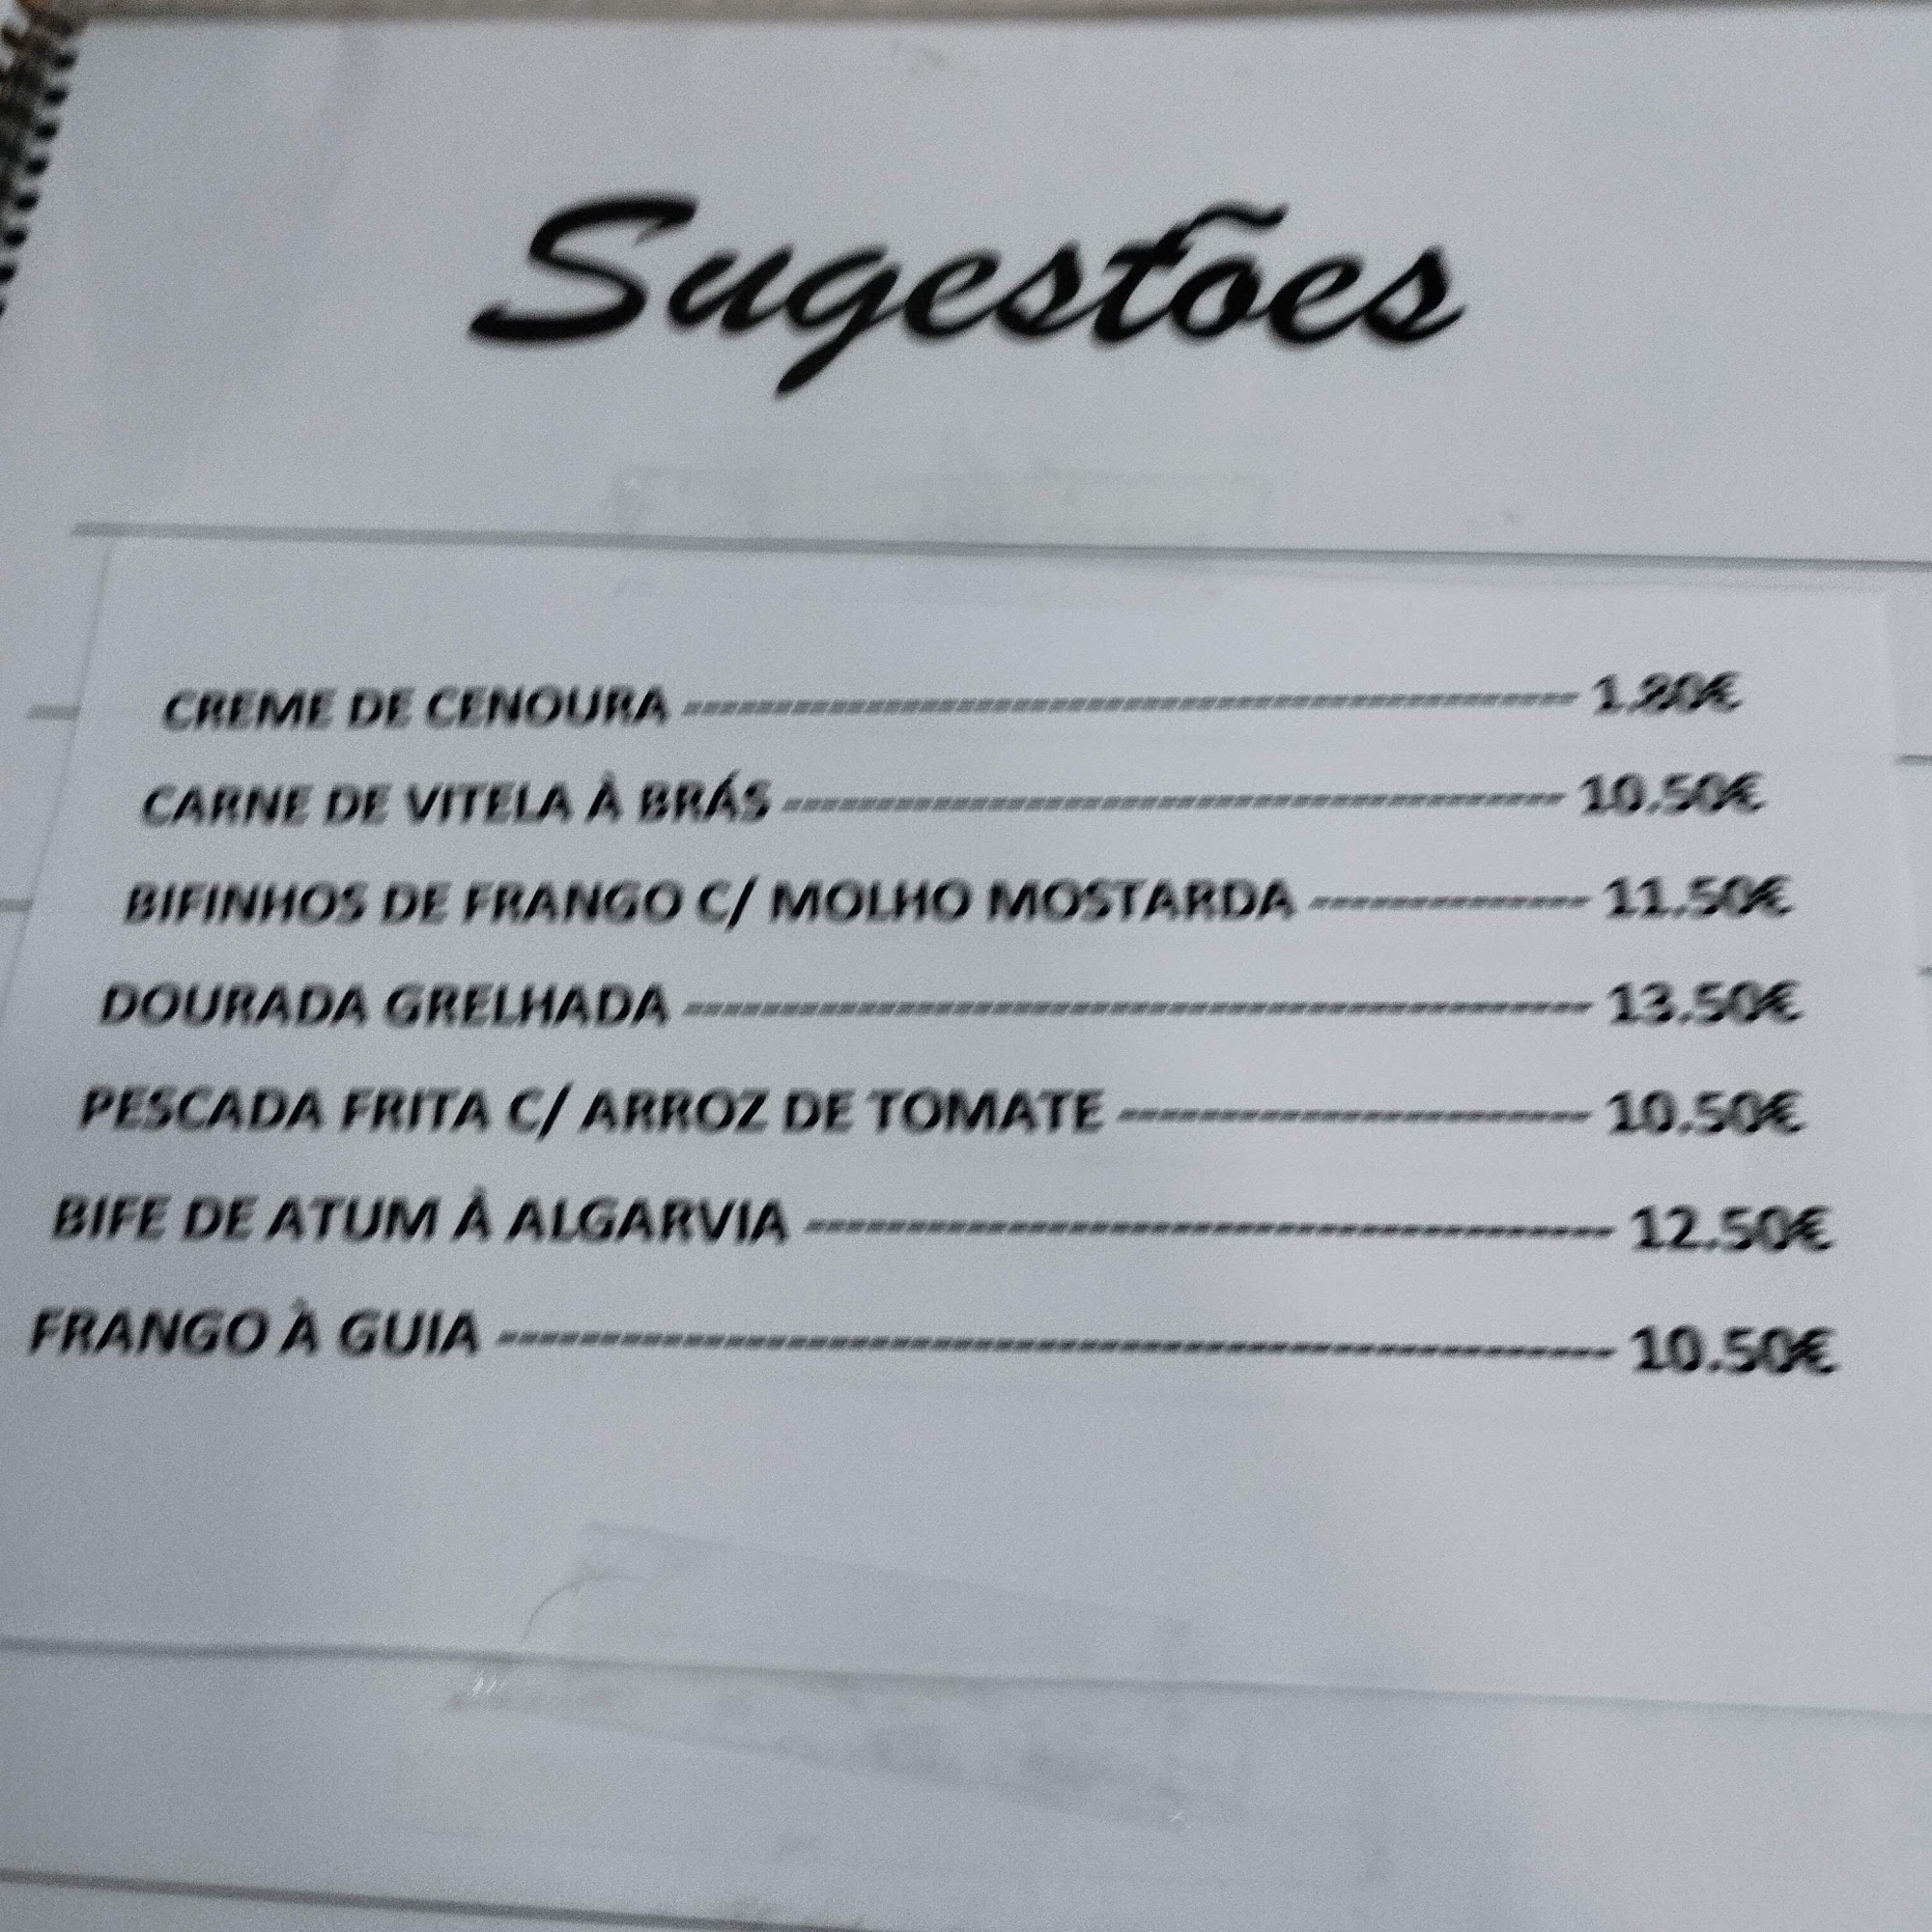 Sugestões
CREME DE CENOURA ---------------------------------------------------- 1.80€
CARNE DE VITELA À BRÁS --------------------------------------------- 10.50€
BIFINHOS DE FRANGO C/ MOLHO MOSTARDA ---------------- 11.50€
DOURADA GRELHADA ---------------------------------------------------- 13.50€
PESCADA FRITA C/ ARROZ DE TOMATE -------------------------- 10.50€
BIFE DE ATUM À ALGARVIA -------------------------------------------- 12.50€
FRANGO À GUIA ------------------------------------------------------------ 10.50€